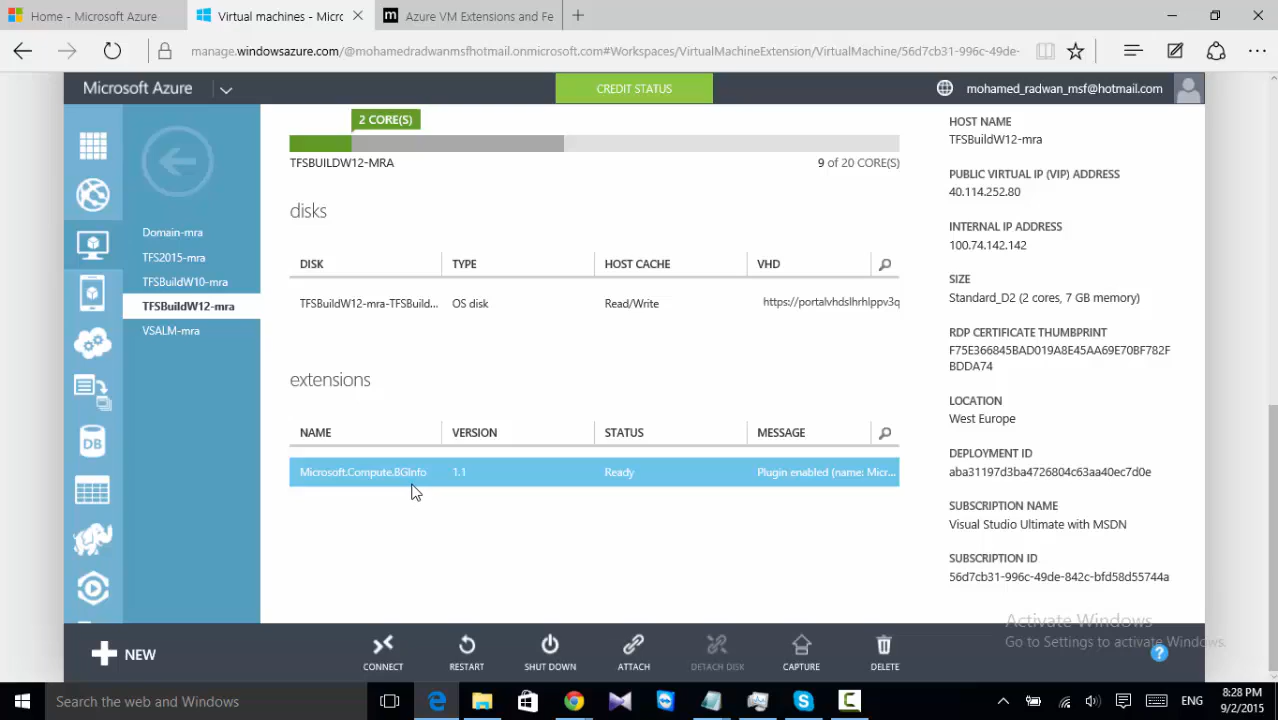 Home - Microsoft Azure
Virtual machines - Micr
Azure VM Extensions and Fe
manage.windowsazure.com/@mohamedradwanmsfhotmail.onmicrosoft.com#Workspaces/VirtualMachineExtension/VirtualMachine/56d7cb31-996c-49de-
Microsoft Azure
CREDIT STATUS
mohamed_radwan_msf@hotmail.com
2 CORE(S)
TFSBUILDW12-MRA
9 of 20 CORE(S)
Domain-mra
TFS2015-mra
TFSBuildW10-mra
TFSBuildW12-mra
VSALM-mra
DB
disks
DISK TYPE HOST CACHE VHD
TFSBuildW12-mra-TFSBuild... OS disk Read/Write https://portalvhdslhrhlppv3q
extensions
NAME VERSION STATUS MESSAGE
Microsoft.Compute.BGInfo 1.1 Ready Plugin enabled (name: Micr...
HOST NAME
TFSBuildW12-mra
PUBLIC VIRTUAL IP (VIP) ADDRESS
40.114.252.80
INTERNAL IP ADDRESS
100.74.142.142
SIZE
Standard_D2 (2 cores, 7 GB memory)
RDP CERTIFICATE THUMBPRINT
F75E366845BAD019A8E45AA69E70BF782F
BDDA74
LOCATION
West Europe
DEPLOYMENT ID
aba31197d3ba4726804c63aa40ec7d0e
SUBSCRIPTION NAME
Visual Studio Ultimate with MSDN
SUBSCRIPTION ID
56d7cb31-996c-49de-842c-bfd58d55744a
Activate Windows
Go to Settings to activate Windows.
NEW
CONNECT
RESTART
SHUT DOWN
ATTACH
DETACH DISK
CAPTURE
DELETE
?
Search the web and Windows
ENG
8:28 PM
9/2/2015